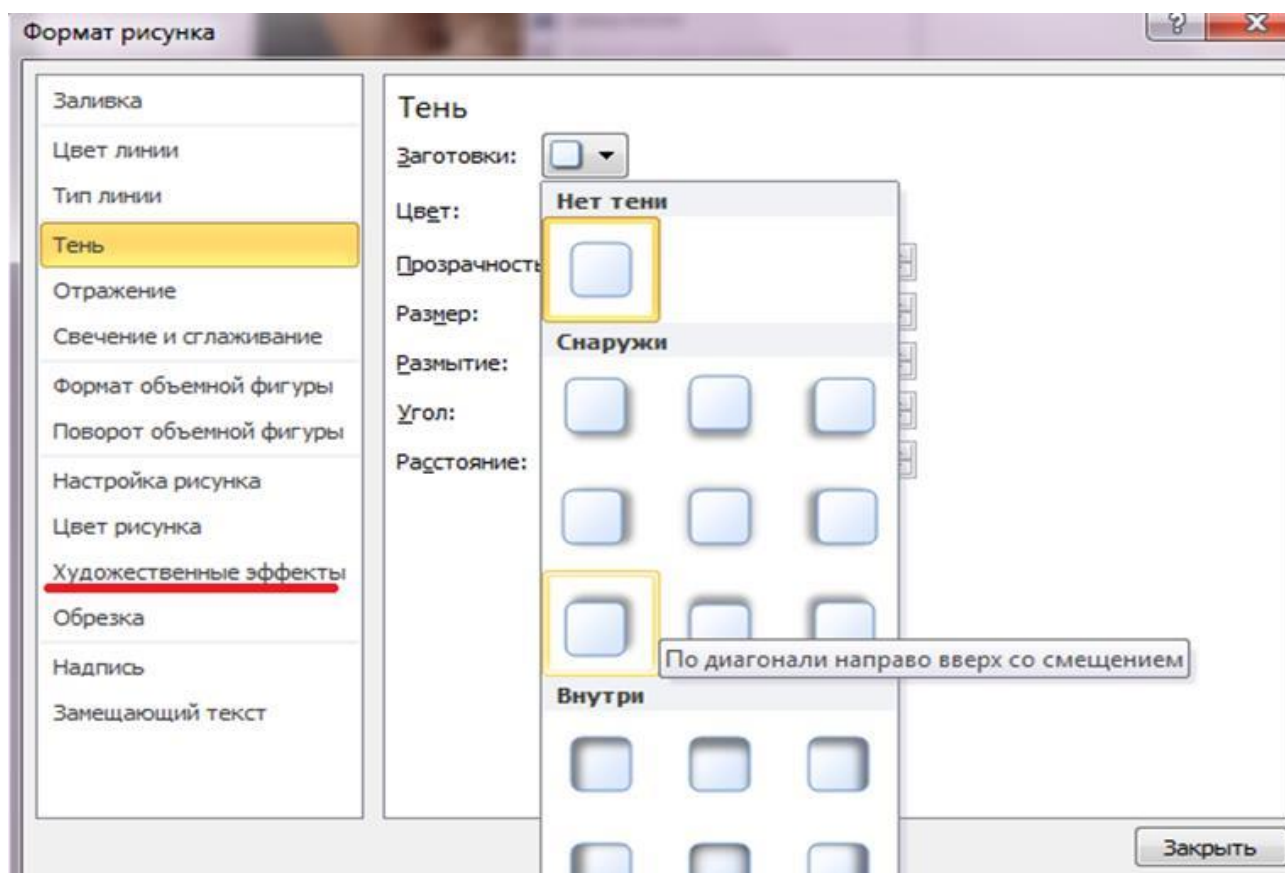 Формат рисунка
Заливка
Цвет линии
Тип линии
Тень
Отражение
Свечение и сглаживание
Формат объемной фигуры
Поворот объемной фигуры
Настройка рисунка
Цвет рисунка
Художественные эффекты
Обрезка
Надпись
Замещающий текст
Тень
Заготовки:
Цвет:
Прозрачность
Размер:
Размытие:
Угол:
Расстояние:
Нет тени
Снаружи
По диагонали направо вверх со смещением
Внутри
Закрыть